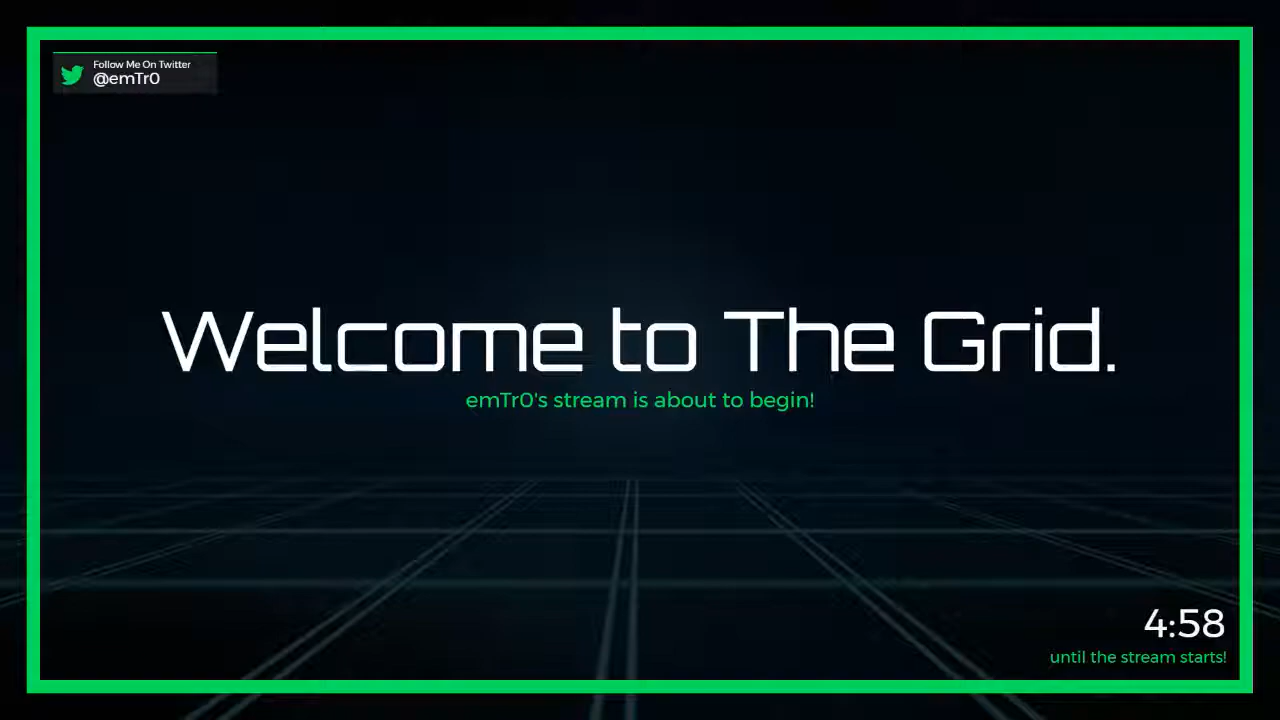 Follow Me On Twitter
@emTr0
Welcome to The Grid.
emTr0's stream is about to begin!
4:58
until the stream starts!